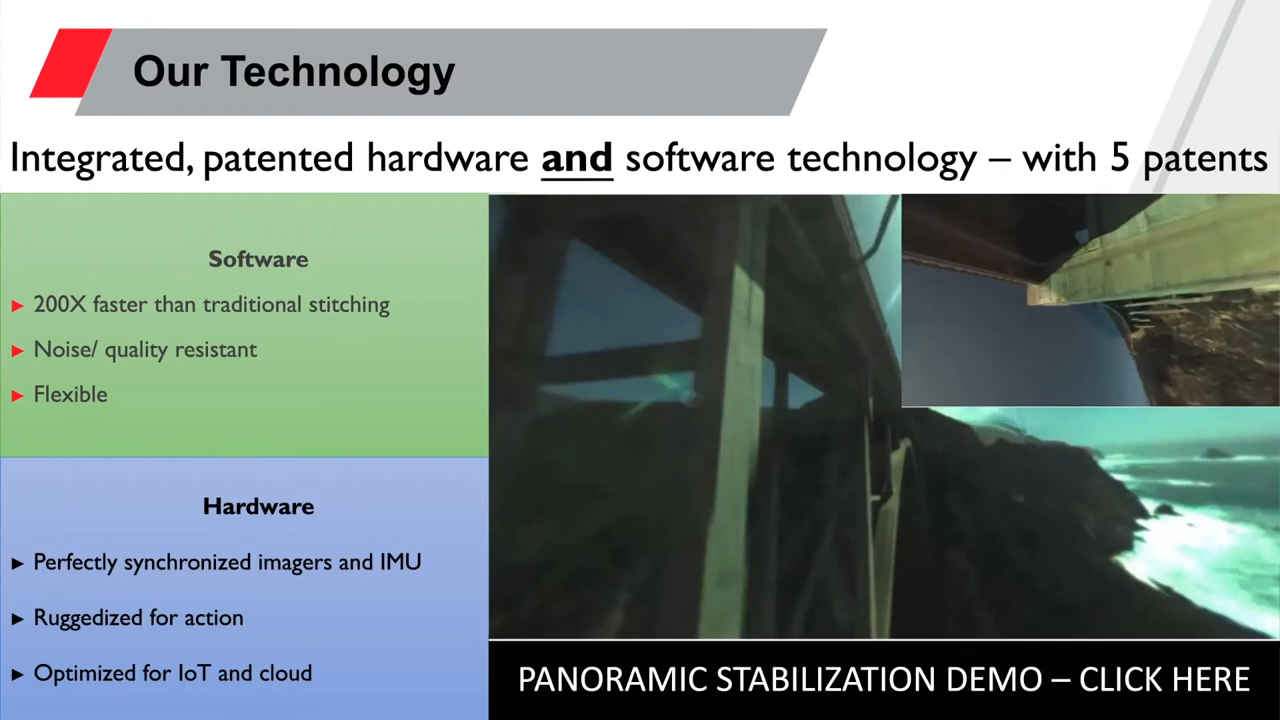 Our Technology
Integrated, patented hardware and software technology – with 5 patents
Software
► 200X faster than traditional stitching
► Noise/ quality resistant
► Flexible
Hardware
► Perfectly synchronized imagers and IMU
► Ruggedized for action
► Optimized for IoT and cloud
PANORAMIC STABILIZATION DEMO – CLICK HERE